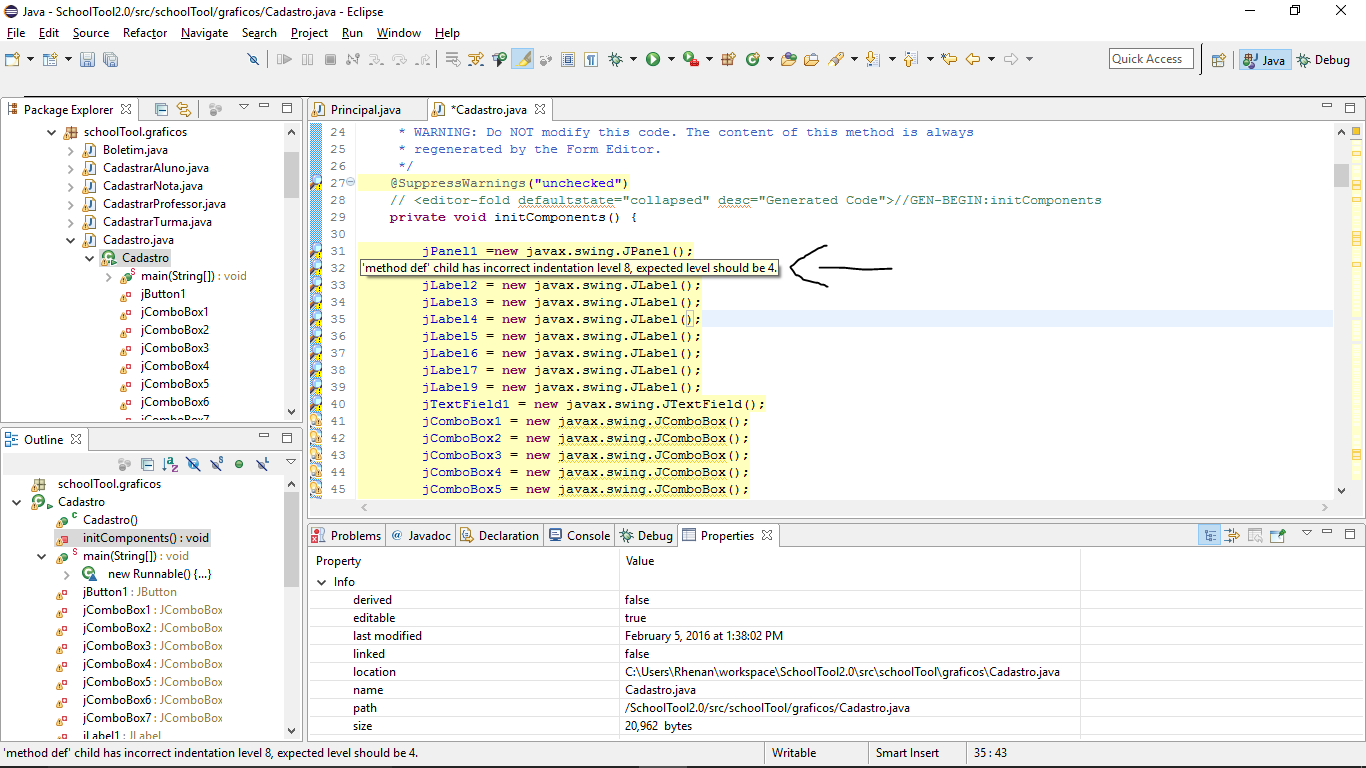 Java - SchoolTool2.0/src/schoolTool/graficos/Cadastro.java - Eclipse
File Edit Source Refactor Navigate Search Project Run Window Help
Quick Access Java Debug
Package Explorer
schoolTool.graficos
Boletim.java
CadastrarAluno.java
CadastrarNota.java
CadastrarProfessor.java
CadastrarTurma.java
Cadastro.java
Cadastro
main(String[]) : void
jButton1
jComboBox1
jComboBox2
jComboBox3
jComboBox4
jComboBox5
jComboBox6
jComboBox7
Principal.java *Cadastro.java
24 * WARNING: Do NOT modify this code. The content of this method is always
25 * regenerated by the Form Editor.
26 */
27 @SuppressWarnings("unchecked")
28 // <editor-fold defaultstate="collapsed" desc="Generated Code">//GEN-BEGIN:initComponents
29 private void initComponents() {
30
31 jPanel1 =new javax.swing.JPanel();
32 'method def' child has incorrect indentation level 8, expected level should be 4.
33 jLabel2 = new javax.swing.JLabel();
34 jLabel3 = new javax.swing.JLabel();
35 jLabel4 = new javax.swing.JLabel();
36 jLabel5 = new javax.swing.JLabel();
37 jLabel6 = new javax.swing.JLabel();
38 jLabel7 = new javax.swing.JLabel();
39 jLabel9 = new javax.swing.JLabel();
40 jTextField1 = new javax.swing.JTextField();
41 jComboBox1 = new javax.swing.JComboBox();
42 jComboBox2 = new javax.swing.JComboBox();
43 jComboBox3 = new javax.swing.JComboBox();
44 jComboBox4 = new javax.swing.JComboBox();
45 jComboBox5 = new javax.swing.JComboBox();
Outline
schoolTool.graficos
Cadastro
Cadastro()
initComponents() : void
main(String[]) : void
new Runnable() {...}
jButton1 : JButton
jComboBox1 : JComboBox
jComboBox2 : JComboBox
jComboBox3 : JComboBox
jComboBox4 : JComboBox
jComboBox5 : JComboBox
jComboBox6 : JComboBox
jComboBox7 : JComboBox
jLabel1 : JLabel
Problems @ Javadoc Declaration Console Debug Properties
Property Value
Info
derived false
editable true
last modified February 5, 2016 at 1:38:02 PM
linked false
location C:\Users\Rhenan\workspace\SchoolTool2.0\src\schoolTool\graficos\Cadastro.java
name Cadastro.java
path /SchoolTool2.0/src/schoolTool/graficos/Cadastro.java
size 20,962 bytes
'method def' child has incorrect indentation level 8, expected level should be 4. Writable Smart Insert 35 : 43